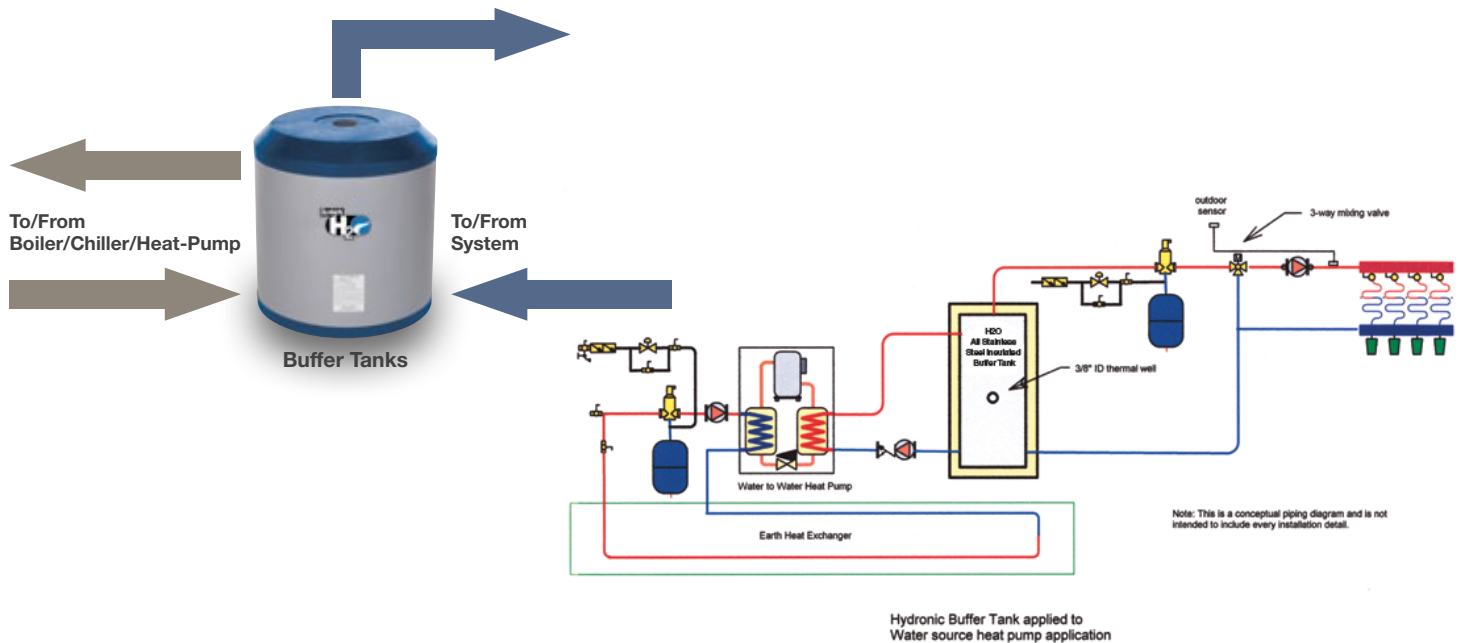 To/From
Boiler/Chiller/Heat-Pump
H2O
To/From
System
Buffer Tanks
outdoor
sensor
3-way mixing valve
H2O
All Stainless
Steel Insulated
Buffer Tank
3/8" ID thermal well
Water to Water Heat Pump
Earth Heat Exchanger
Note: This is a conceptual piping diagram and is not
intended to include every installation detail.
Hydronic Buffer Tank applied to
Water source heat pump application